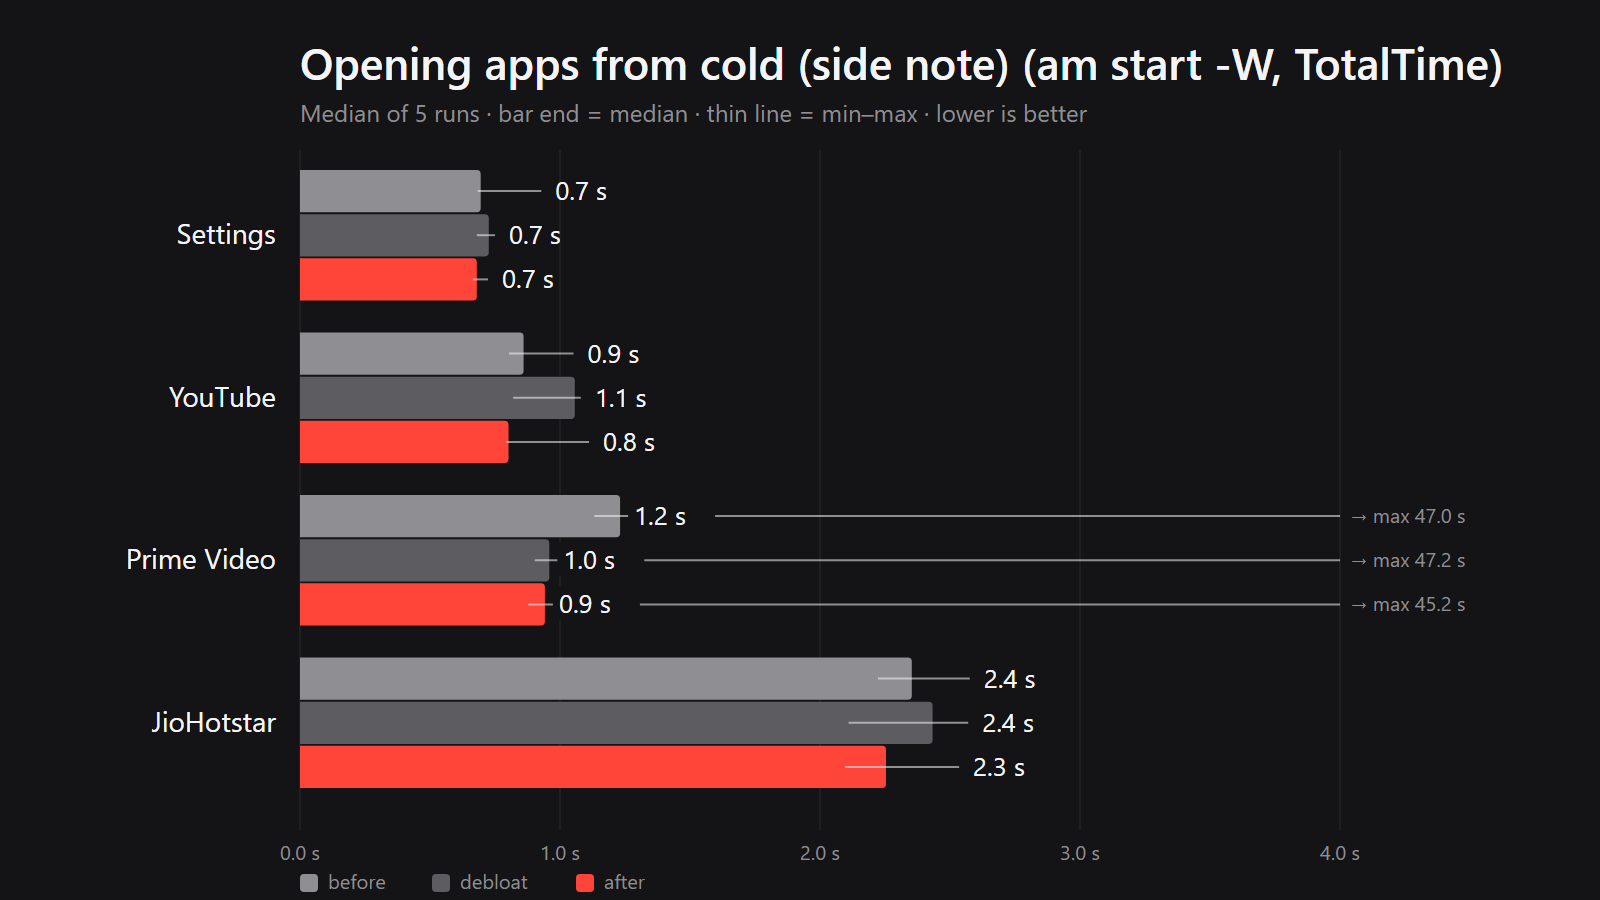 Opening apps from cold (side note) (am start -W, TotalTime)
Median of 5 runs · bar end = median · thin line = min–max · lower is better
Settings
0.7 s
0.7 s
0.7 s
YouTube
0.9 s
1.1 s
0.8 s
Prime Video
1.2 s → max 47.0 s
1.0 s → max 47.2 s
0.9 s → max 45.2 s
JioHotstar
2.4 s
2.4 s
2.3 s
0.0 s 1.0 s 2.0 s 3.0 s 4.0 s
before debloat after